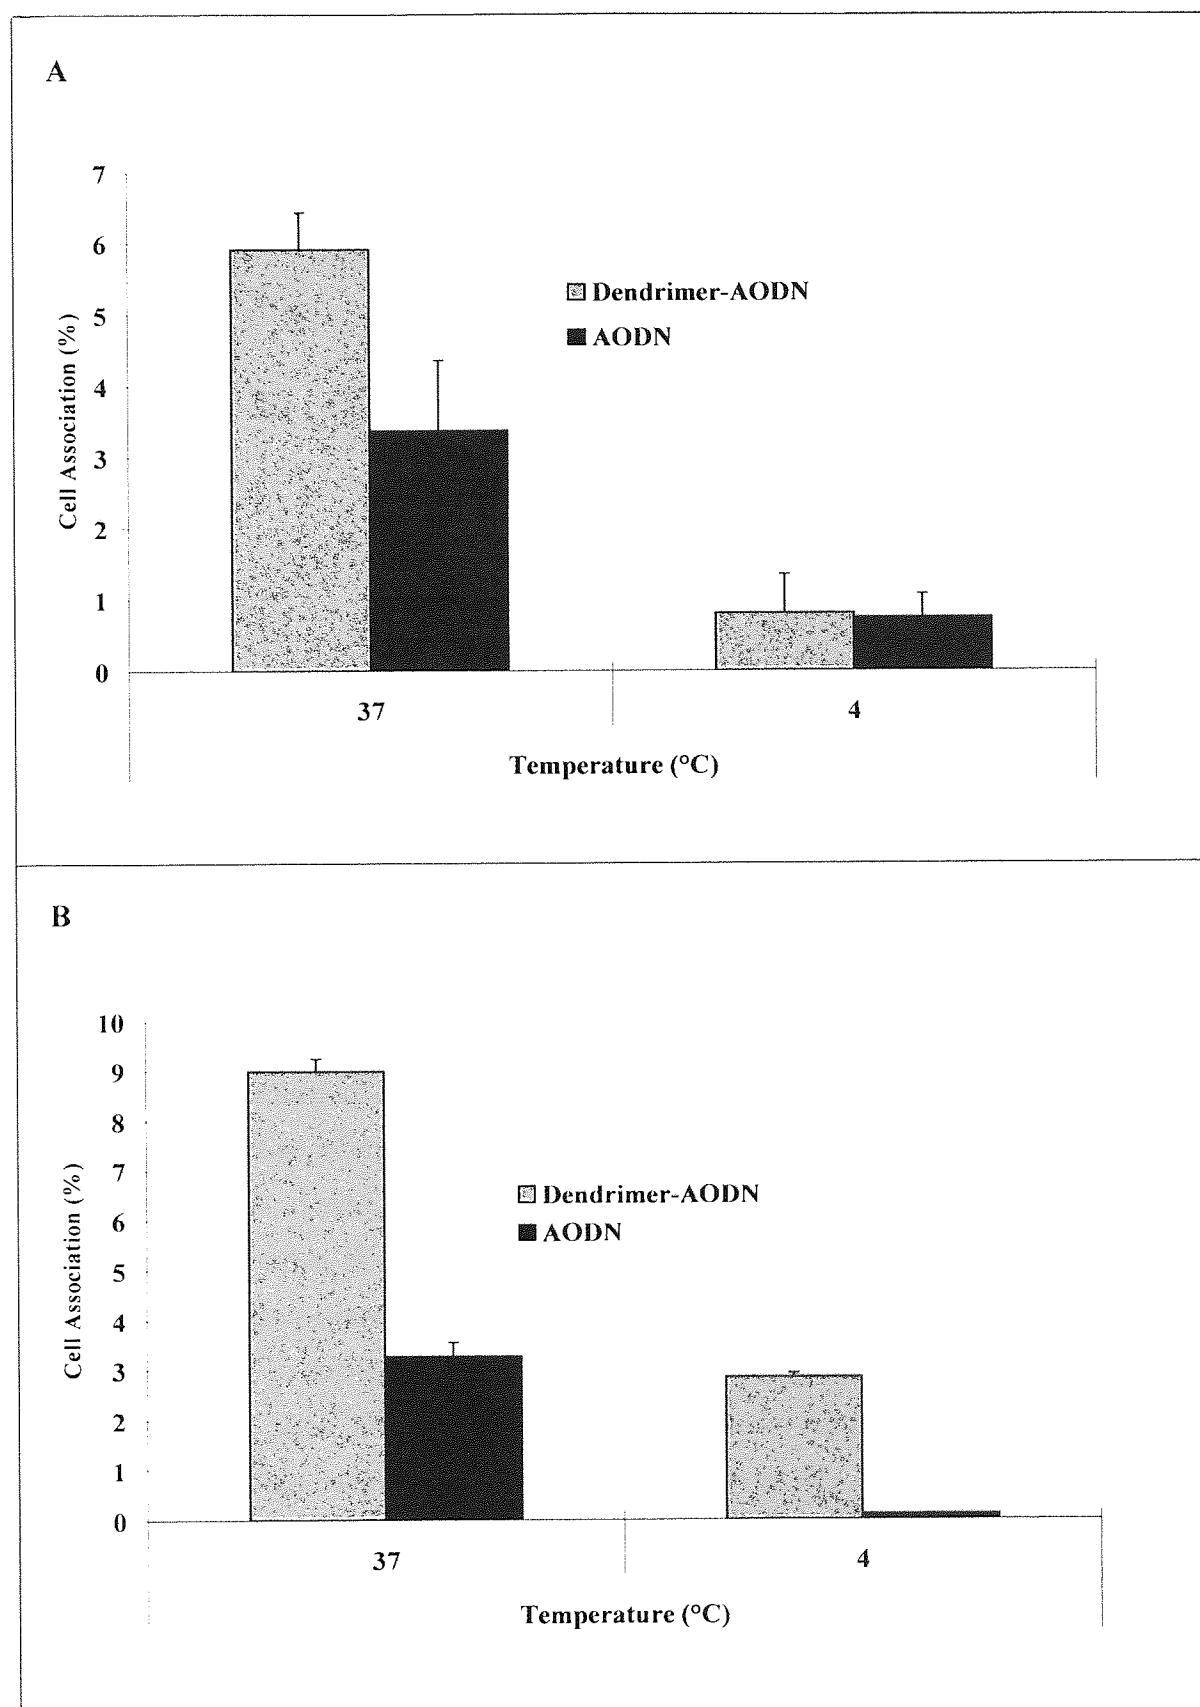 A
7
6
5
4
3
2
1
0
Cell Association (%)
Dendrimer-AODN
AODN
37
4
Temperature (°C)
B
10
9
8
7
6
5
4
3
2
1
0
Cell Association (%)
Dendrimer-AODN
AODN
37
4
Temperature (°C)